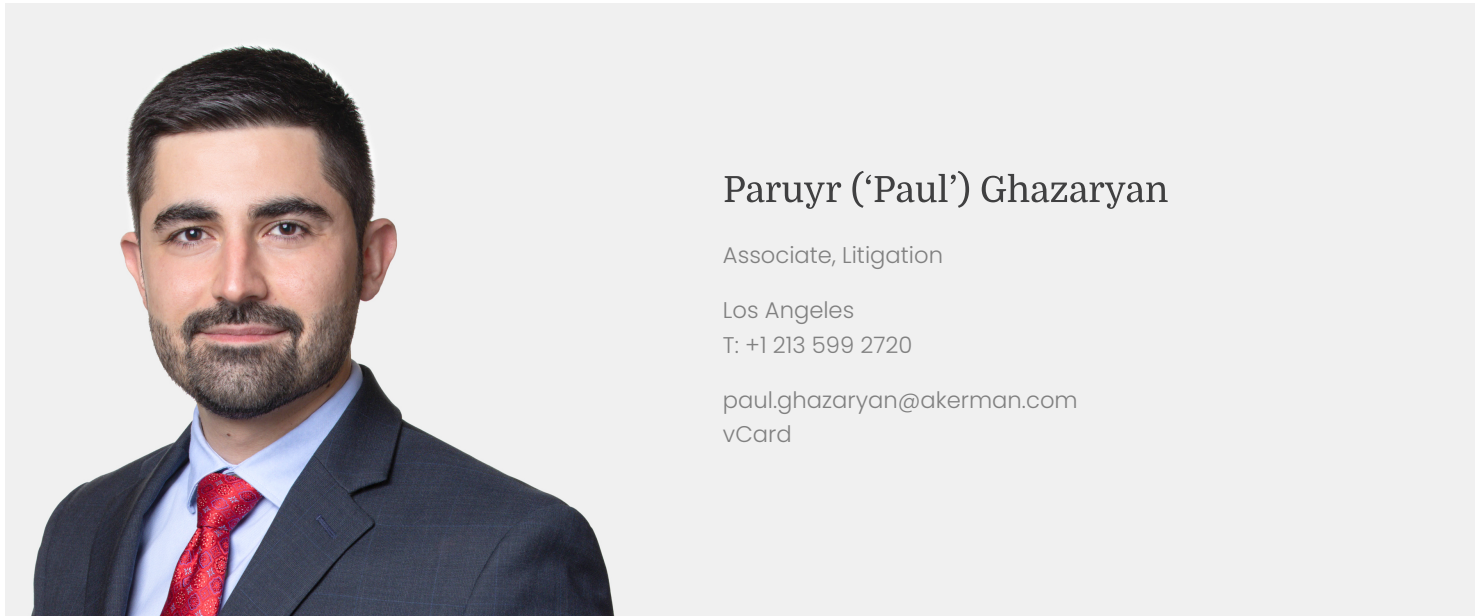 Paruyr (‘Paul’) Ghazaryan
Associate, Litigation
Los Angeles
T: +1 213 599 2720
paul.ghazaryan@akerman.com
vCard